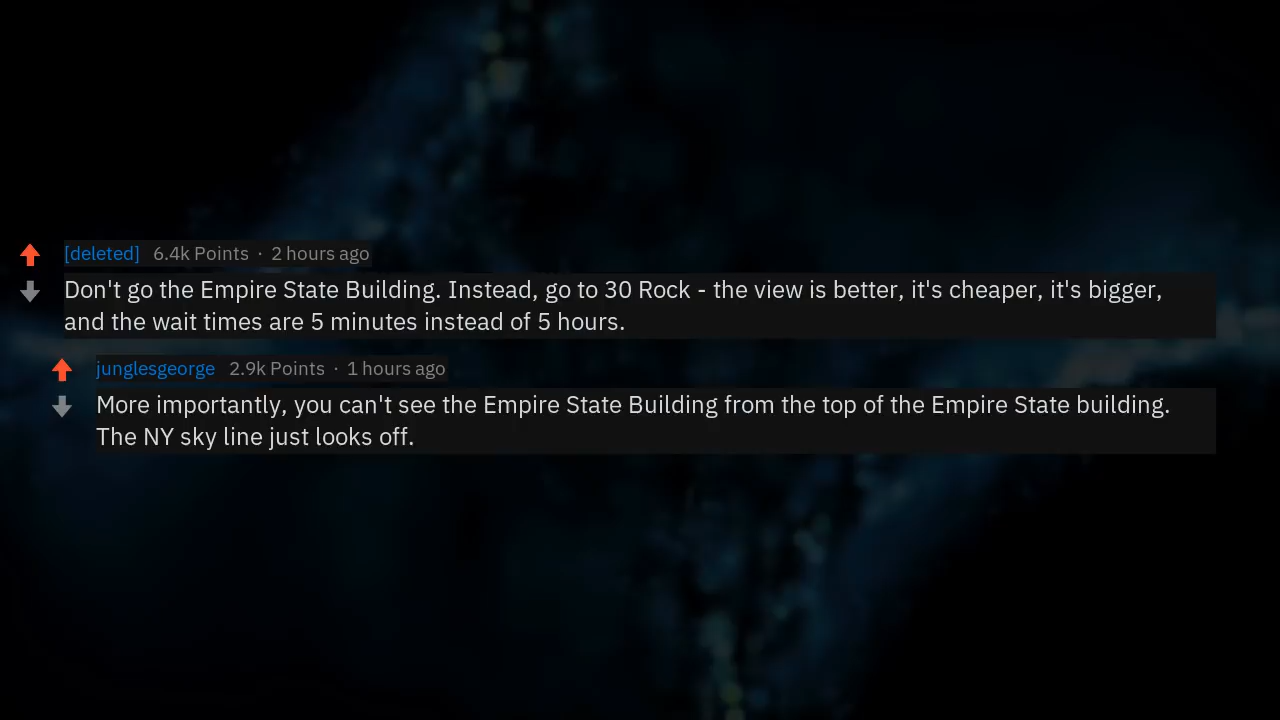 [deleted] 6.4k Points · 2 hours ago
Don't go the Empire State Building. Instead, go to 30 Rock - the view is better, it's cheaper, it's bigger,
and the wait times are 5 minutes instead of 5 hours.
junglesgeorge 2.9k Points · 1 hours ago
More importantly, you can't see the Empire State Building from the top of the Empire State building.
The NY sky line just looks off.